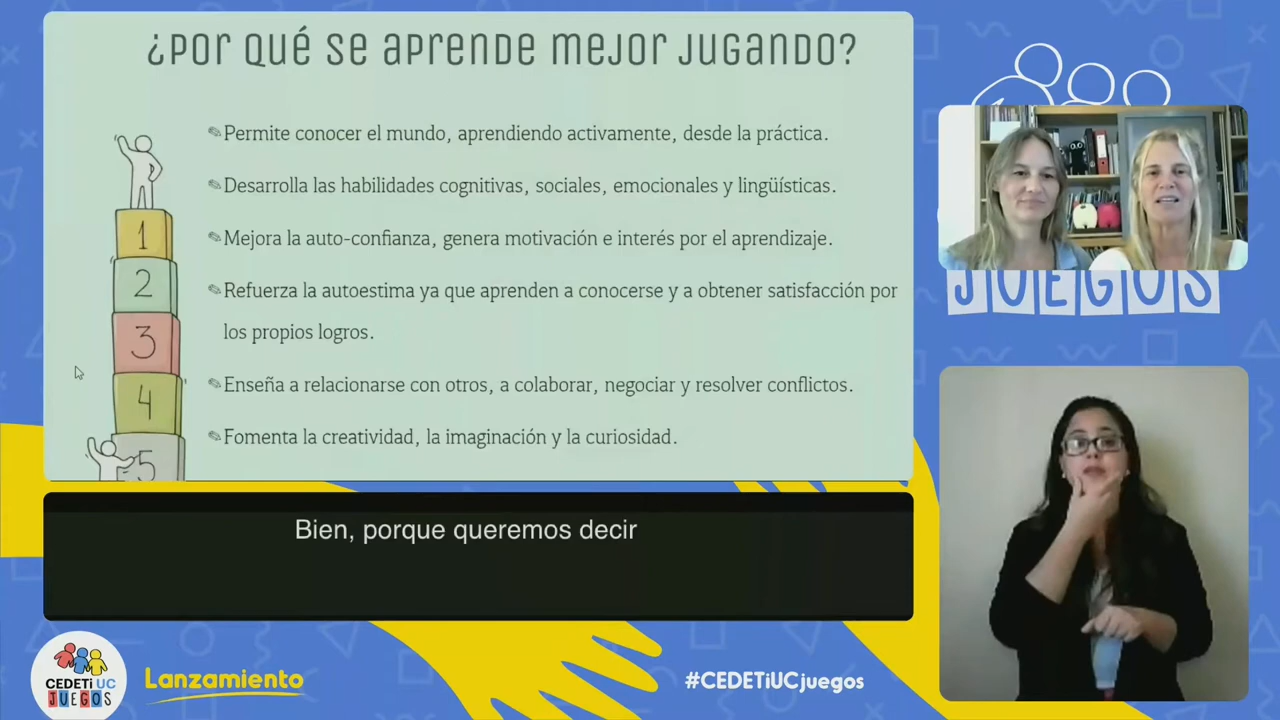 ¿Por qué se aprende mejor jugando?
Permite conocer el mundo, aprendiendo activamente, desde la práctica.
Desarrolla las habilidades cognitivas, sociales, emocionales y lingüísticas.
Mejora la auto-confianza, genera motivación e interés por el aprendizaje.
Refuerza la autoestima ya que aprenden a conocerse y a obtener satisfacción por
los propios logros.
Enseña a relacionarse con otros, a colaborar, negociar y resolver conflictos.
Fomenta la creatividad, la imaginación y la curiosidad.
1
2
3
4
5
JUEGOS
Bien, porque queremos decir
CEDETi UC
JUEGOS
Lanzamiento
#CEDETiUCjuegos